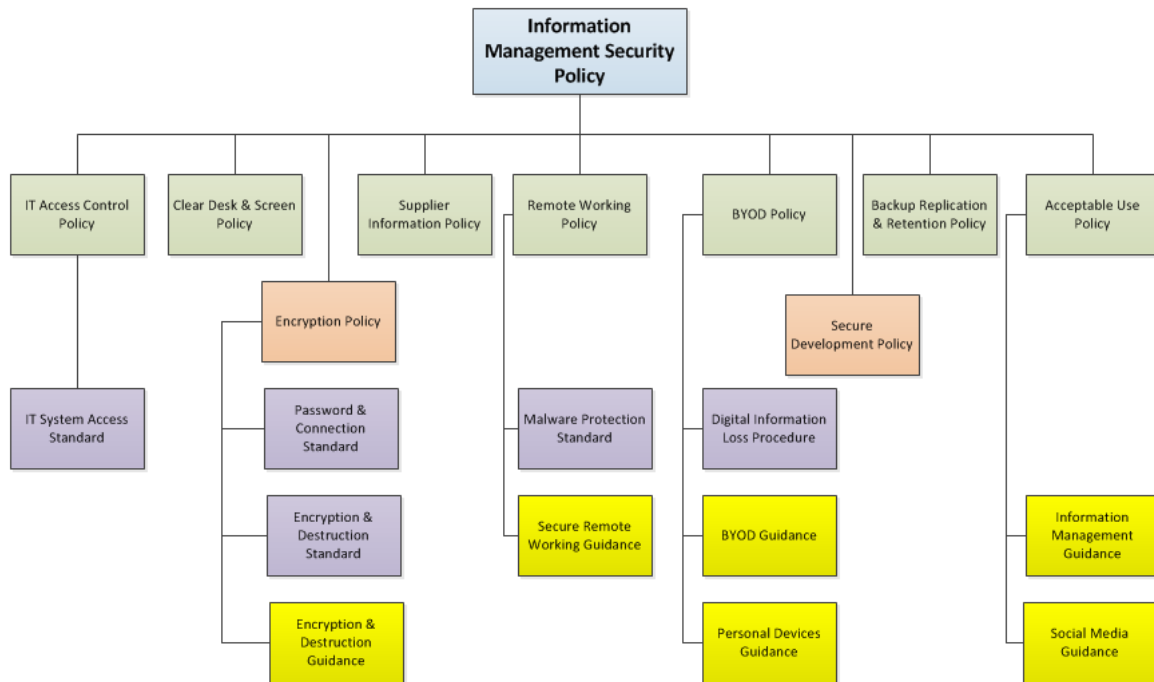 Information
Management Security
Policy
IT Access Control
Policy
Clear Desk & Screen
Policy
Supplier
Information Policy
Remote Working
Policy
BYOD Policy
Backup Replication
& Retention Policy
Acceptable Use
Policy
Encryption Policy
Secure
Development Policy
IT System Access
Standard
Password &
Connection
Standard
Malware Protection
Standard
Digital Information
Loss Procedure
Encryption &
Destruction
Standard
Secure Remote
Working Guidance
BYOD Guidance
Information
Management
Guidance
Encryption &
Destruction
Guidance
Personal Devices
Guidance
Social Media
Guidance